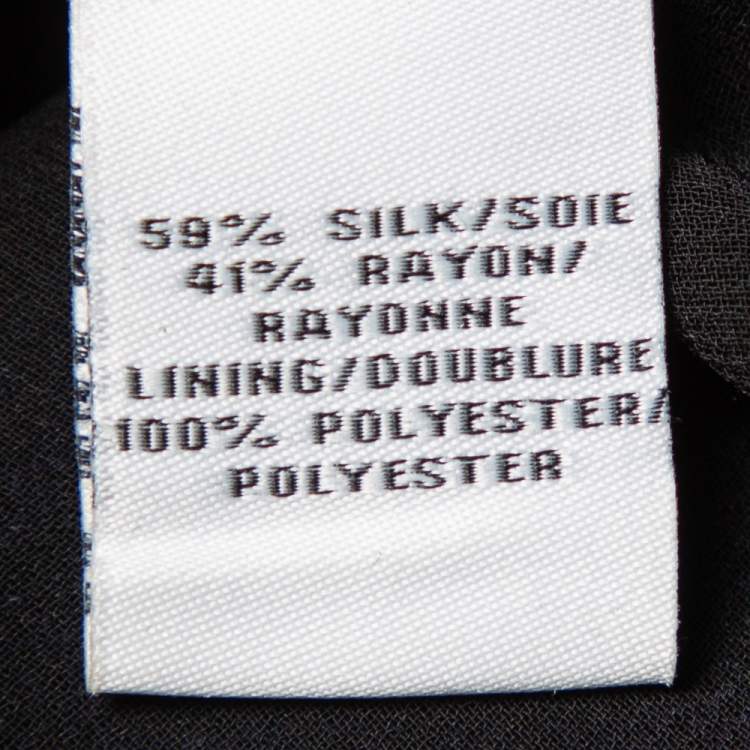 59% SILK/SOIE
41% RAYON/
RAYONNE
LINING/DOUBLURE
100% POLYESTER/
POLYESTER